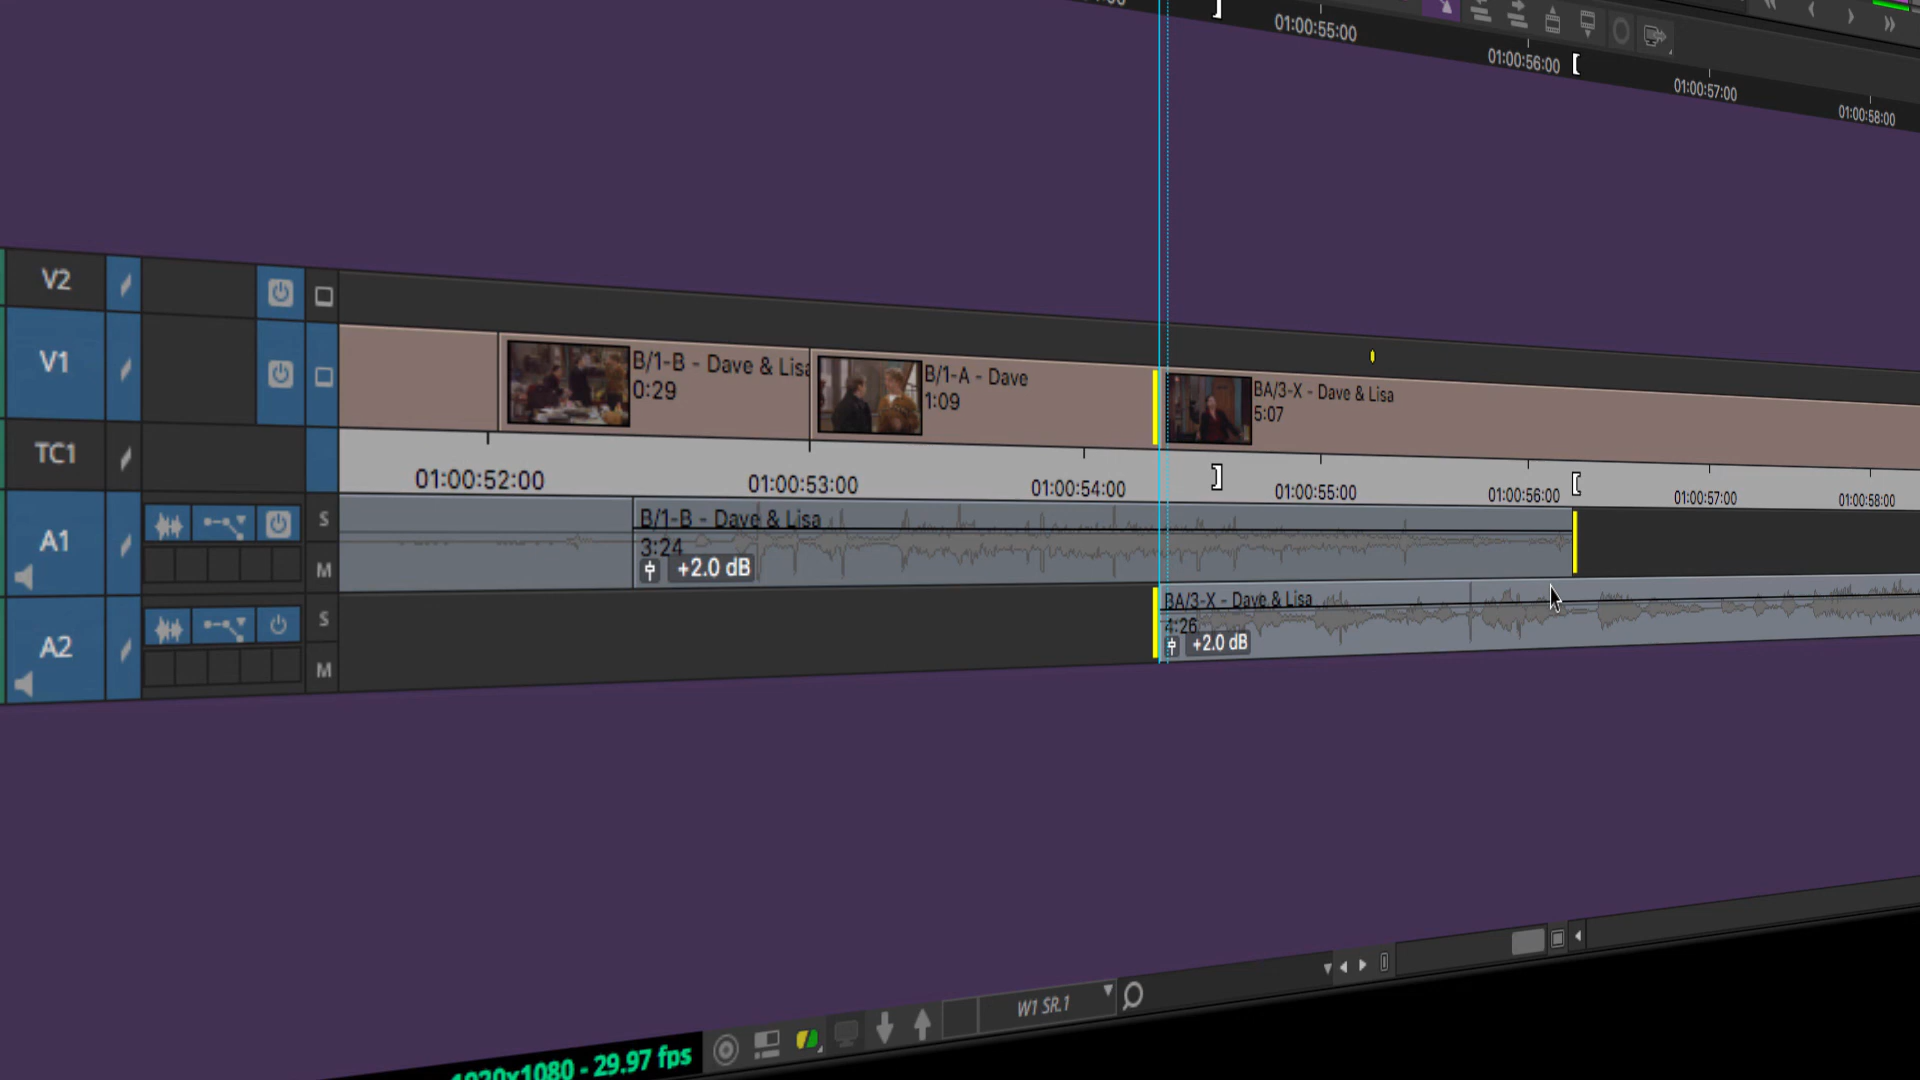 01:00:55:00
01:00:56:00
01:00:57:00
01:00:58:00
V2
V1
B/1-B - Dave & Lisa
0:29
B/1-A - Dave
1:09
BA/3-X - Dave & Lisa
5:07
TC1
01:00:52:00
01:00:53:00
01:00:54:00
01:00:55:00
01:00:56:00
01:00:57:00
01:00:58:00
A1
S
M
B/1-B - Dave & Lisa
3:24
+2.0 dB
A2
S
M
BA/3-X - Dave & Lisa
4:26
+2.0 dB
W1 SR.1
1920x1080 - 29.97 fps